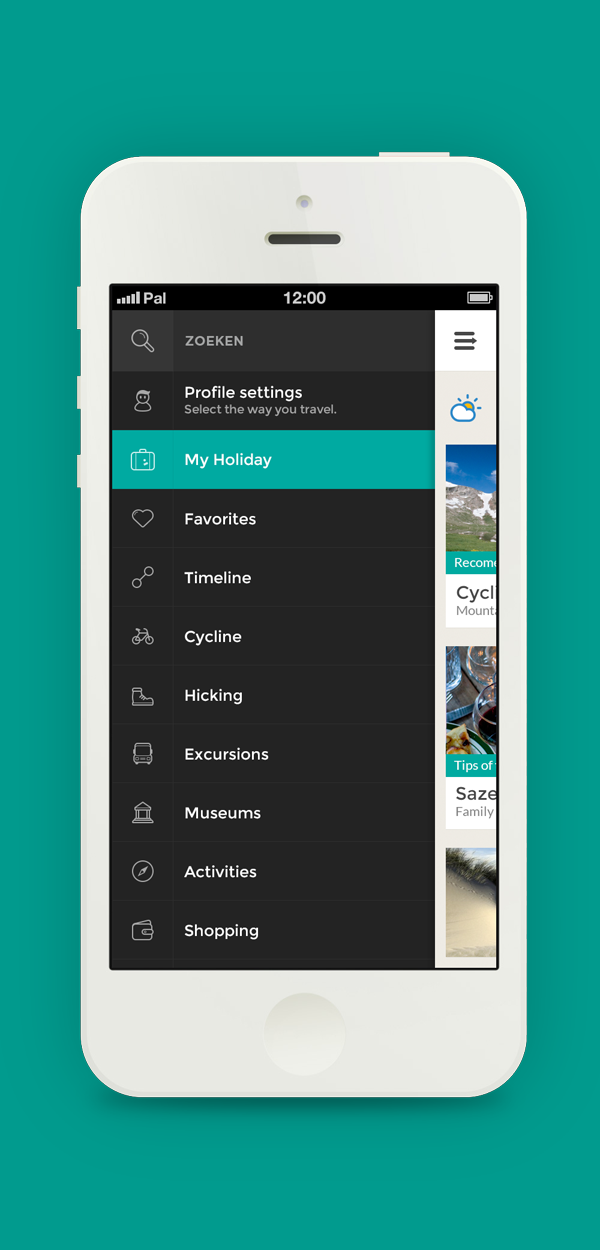 Pal 12:00
ZOEKEN
Profile settings
Select the way you travel.
My Holiday
Favorites
Timeline
Cycline
Hicking
Excursions
Museums
Activities
Shopping
Recome
Cycli
Mounta
Tips of
Saze
Family